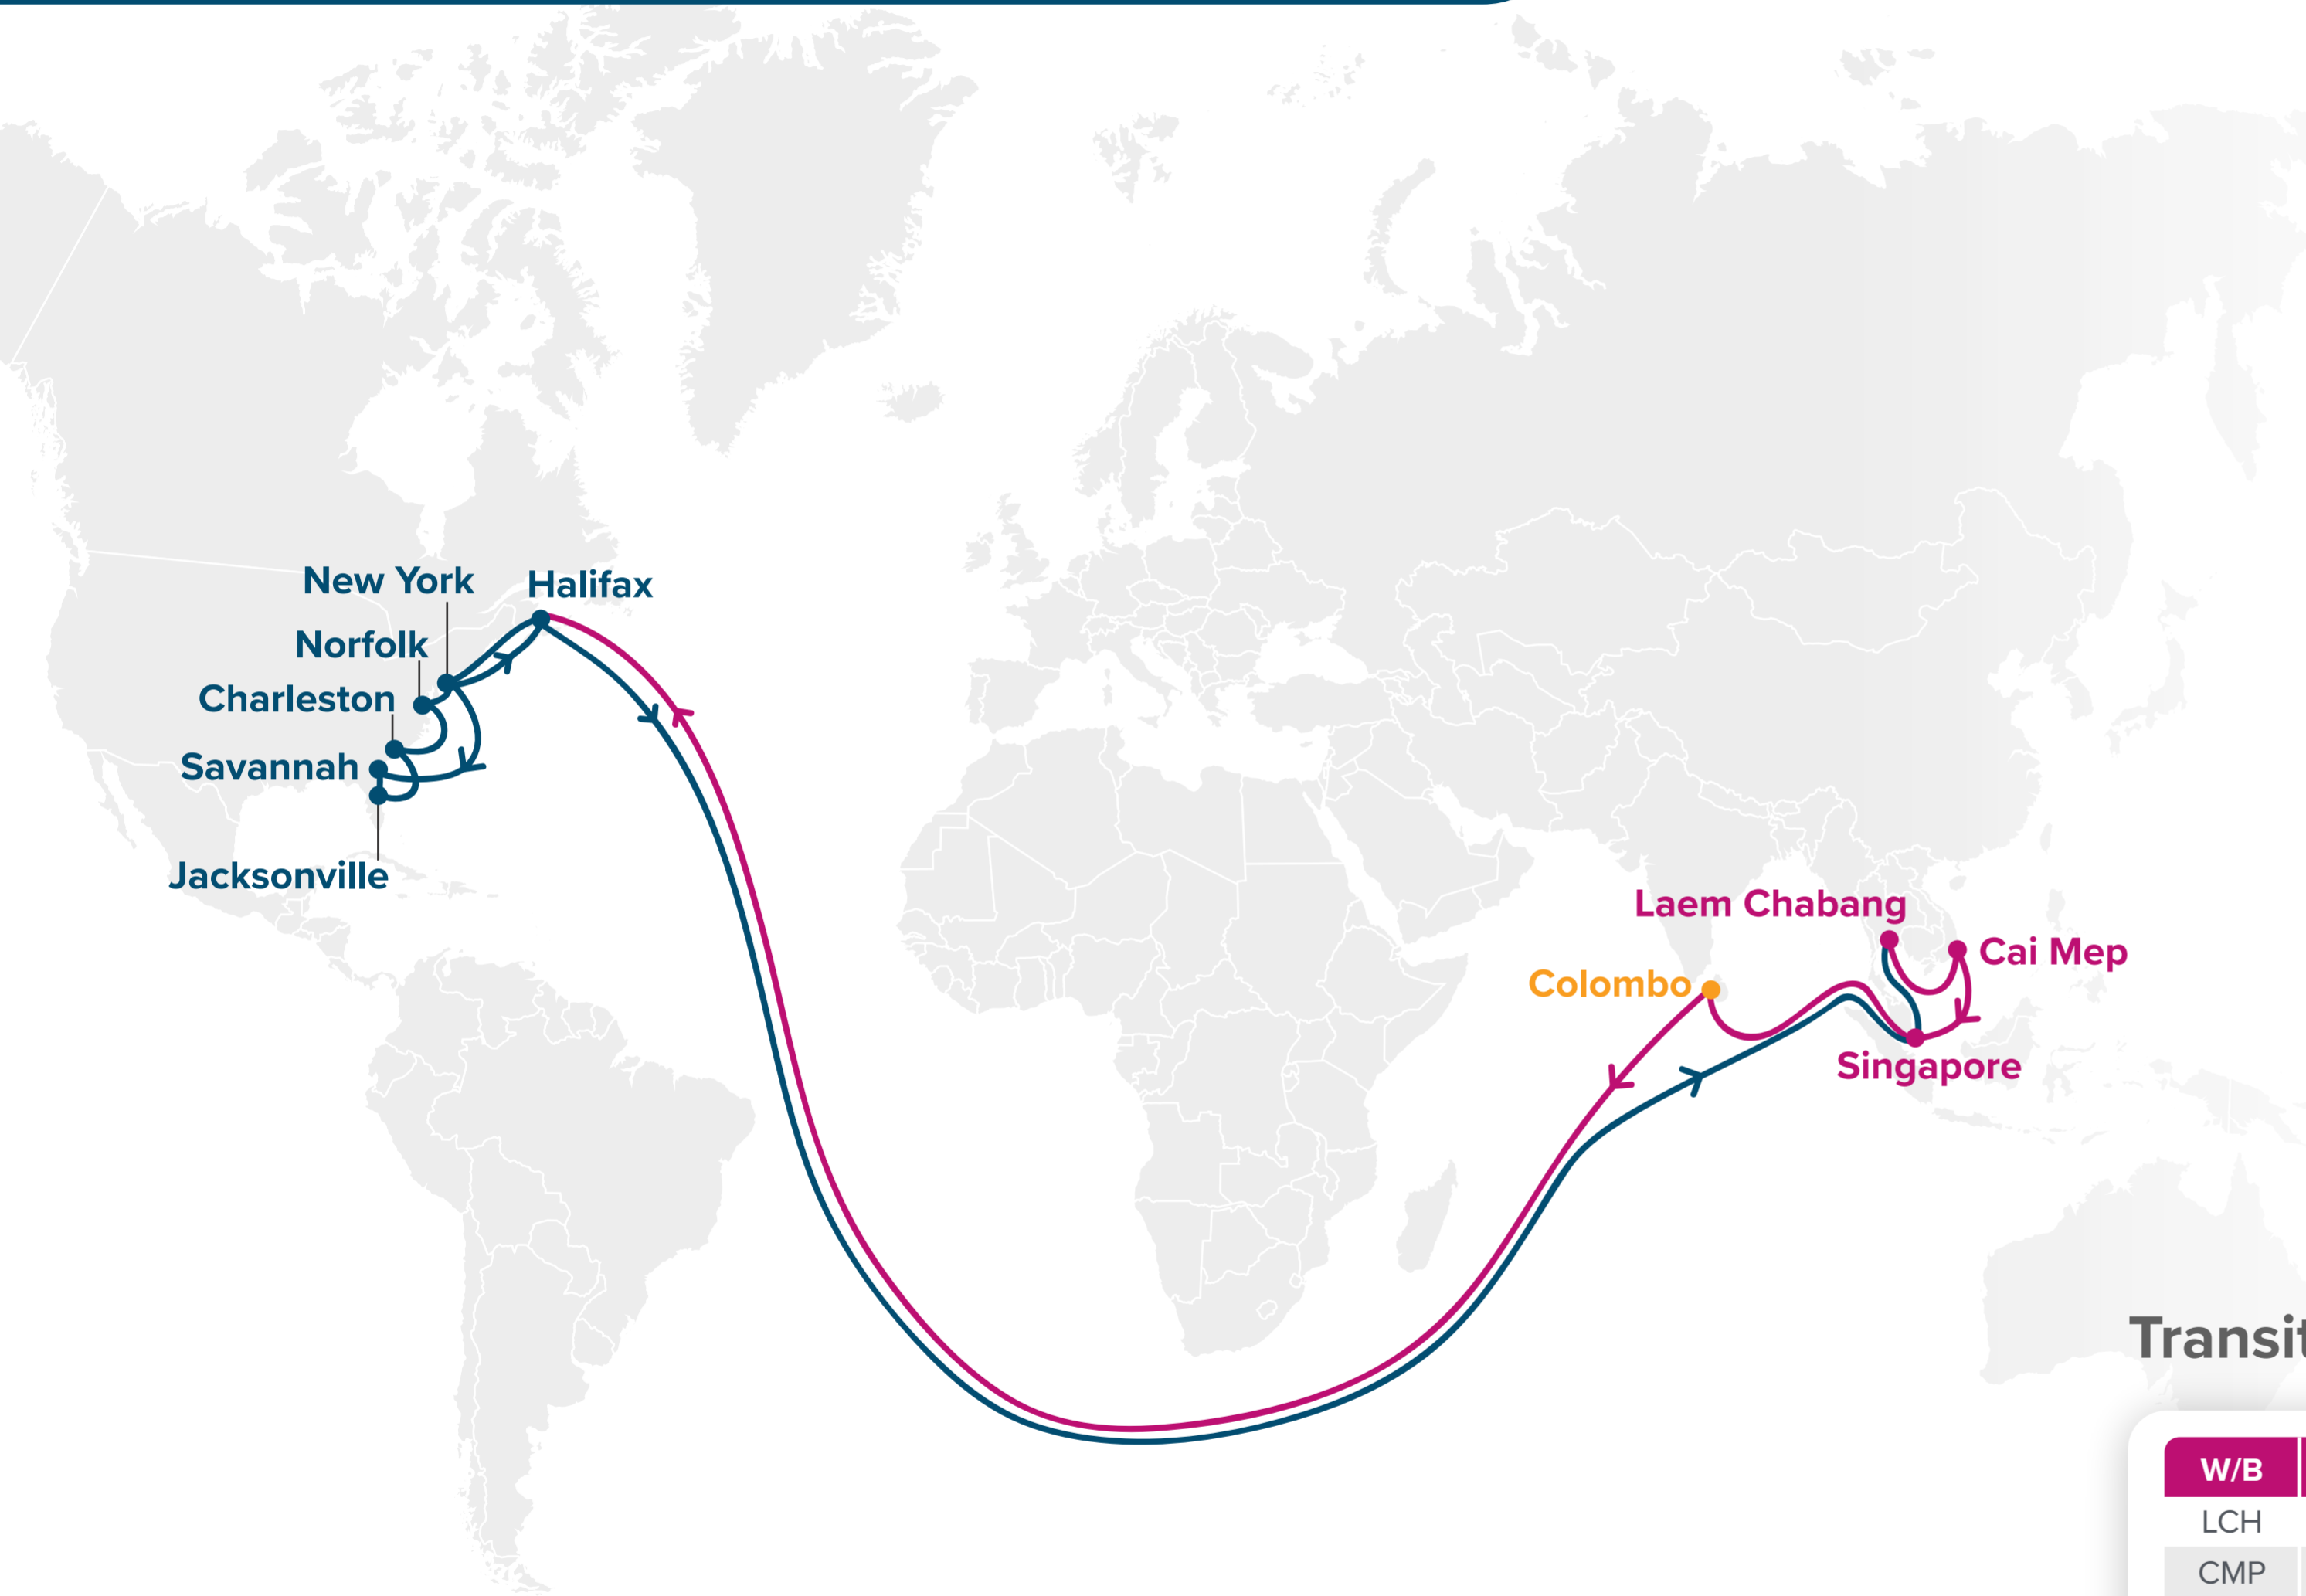 New York
Halifax
Norfolk
Charleston
Savannah
Jacksonville
Laem Chabang
Cai Mep
Colombo
Singapore
Transit
W/B
LCH
CMP